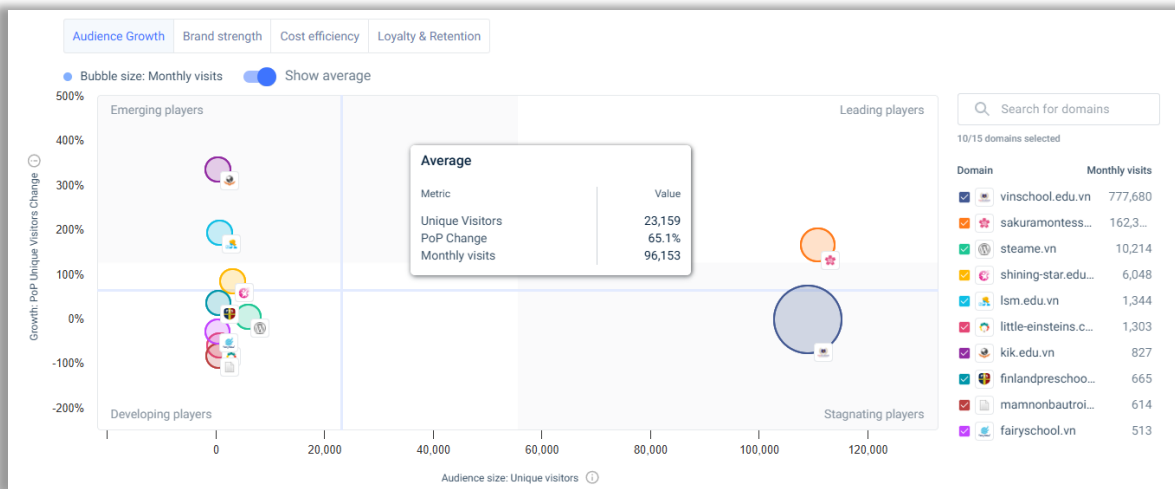 Audience Growth Brand strength Cost efficiency Loyalty & Retention
Bubble size: Monthly visits Show average
Growth: PoP Unique Visitors Change
500%
400%
300%
200%
100%
0%
-100%
-200%
Emerging players Leading players
Average
Metric Value
Unique Visitors 23,159
PoP Change 65.1%
Monthly visits 96,153
Developing players Stagnating players
0 20,000 40,000 60,000 80,000 100,000 120,000
Audience size: Unique visitors
Search for domains
10/15 domains selected
Domain Monthly visits
vinschool.edu.vn 777,680
sakuramontess... 162,3...
steame.vn 10,214
shining-star.edu... 6,048
lsm.edu.vn 1,344
little-einsteins.c... 1,303
kik.edu.vn 827
finlandpreschoo... 665
mamnonbautroi... 614
fairyschool.vn 513